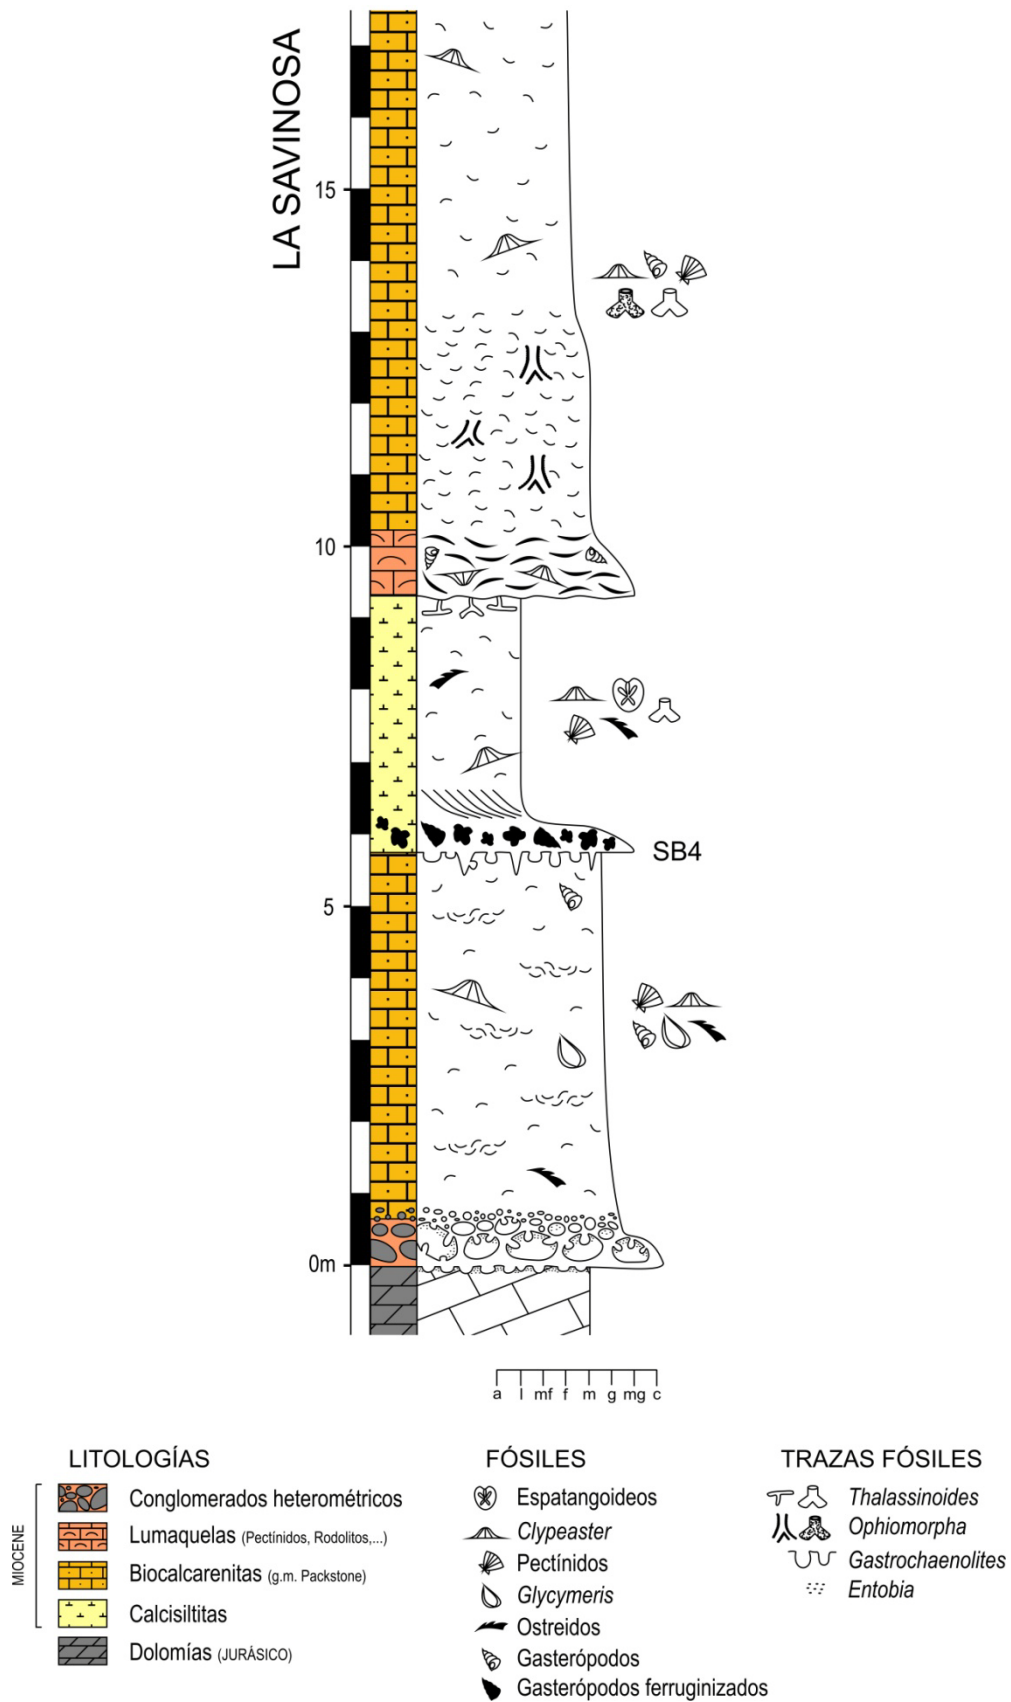 LA SAVINOSA
15
10
SB4
5
0m
a l mf f m g mg c
LITOLOGÍAS
MIOCENE
Conglomerados heterométricos
Lumaquelas (Pectínidos, Rodolitos,...)
Biocalcarenitas (g.m. Packstone)
Calcisiltitas
Dolomías (JURÁSICO)
FÓSILES
Espatangoideos
Clypeaster
Pectínidos
Glycymeris
Ostreidos
Gasterópodos
Gasterópodos ferruginizados
TRAZAS FÓSILES
Thalassinoides
Ophiomorpha
Gastrochaenolites
Entobia